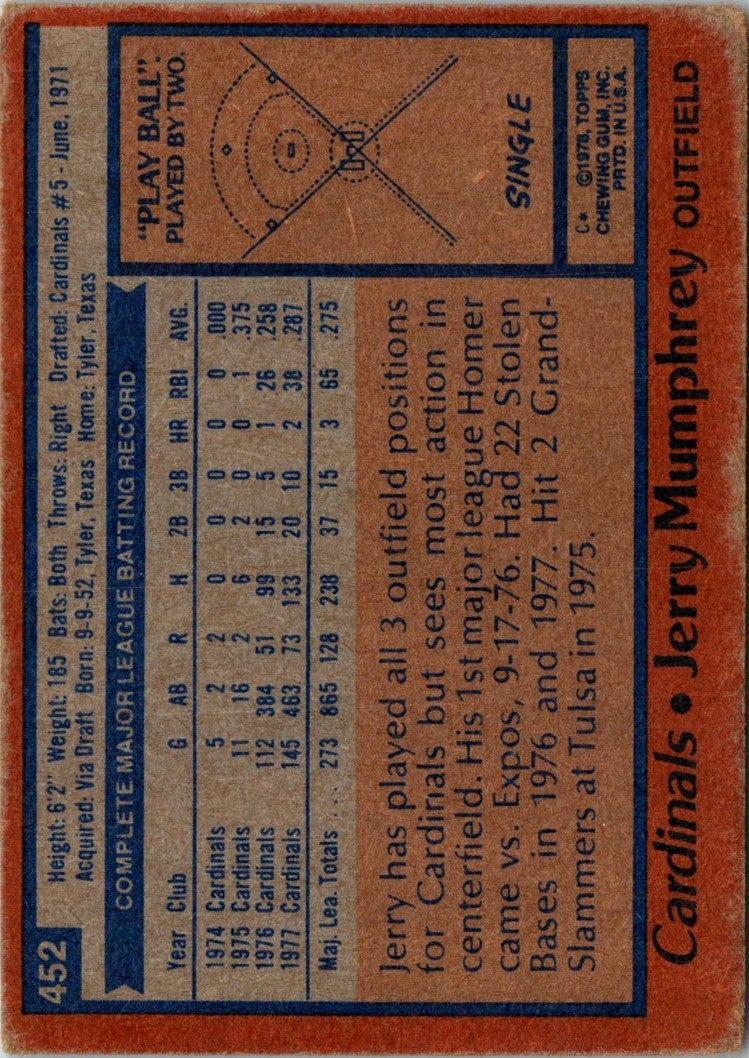 452
Height: 6'2" Weight: 185 Bats: Both Throws: Right Drafted: Cardinals #5 - June, 1971
Acquired: Via Draft Born: 9-9-52, Tyler, Texas Home: Tyler, Texas
COMPLETE MAJOR LEAGUE BATTING RECORD
Year Club G AB R H 2B 3B HR RBI AVG.
1974 Cardinals 5 2 2 0 0 0 0 0 .000
1975 Cardinals 11 16 2 6 2 0 0 1 .375
1976 Cardinals 112 384 51 99 15 5 1 26 .258
1977 Cardinals 145 463 73 133 20 10 2 38 .287
Maj. Lea. Totals . . . 273 865 128 238 37 15 3 65 .275
Jerry has played all 3 outfield positions
for Cardinals but sees most action in
centerfield. His 1st major league Homer
came vs. Expos, 9-17-76. Had 22 Stolen
Bases in 1976 and 1977. Hit 2 Grand-
Slammers at Tulsa in 1975.
"PLAY BALL".
PLAYED BY TWO.
SINGLE
C* ©1978, TOPPS
CHEWING GUM, INC.
PRTD. IN U.S.A.
Cardinals • Jerry Mumphrey OUTFIELD